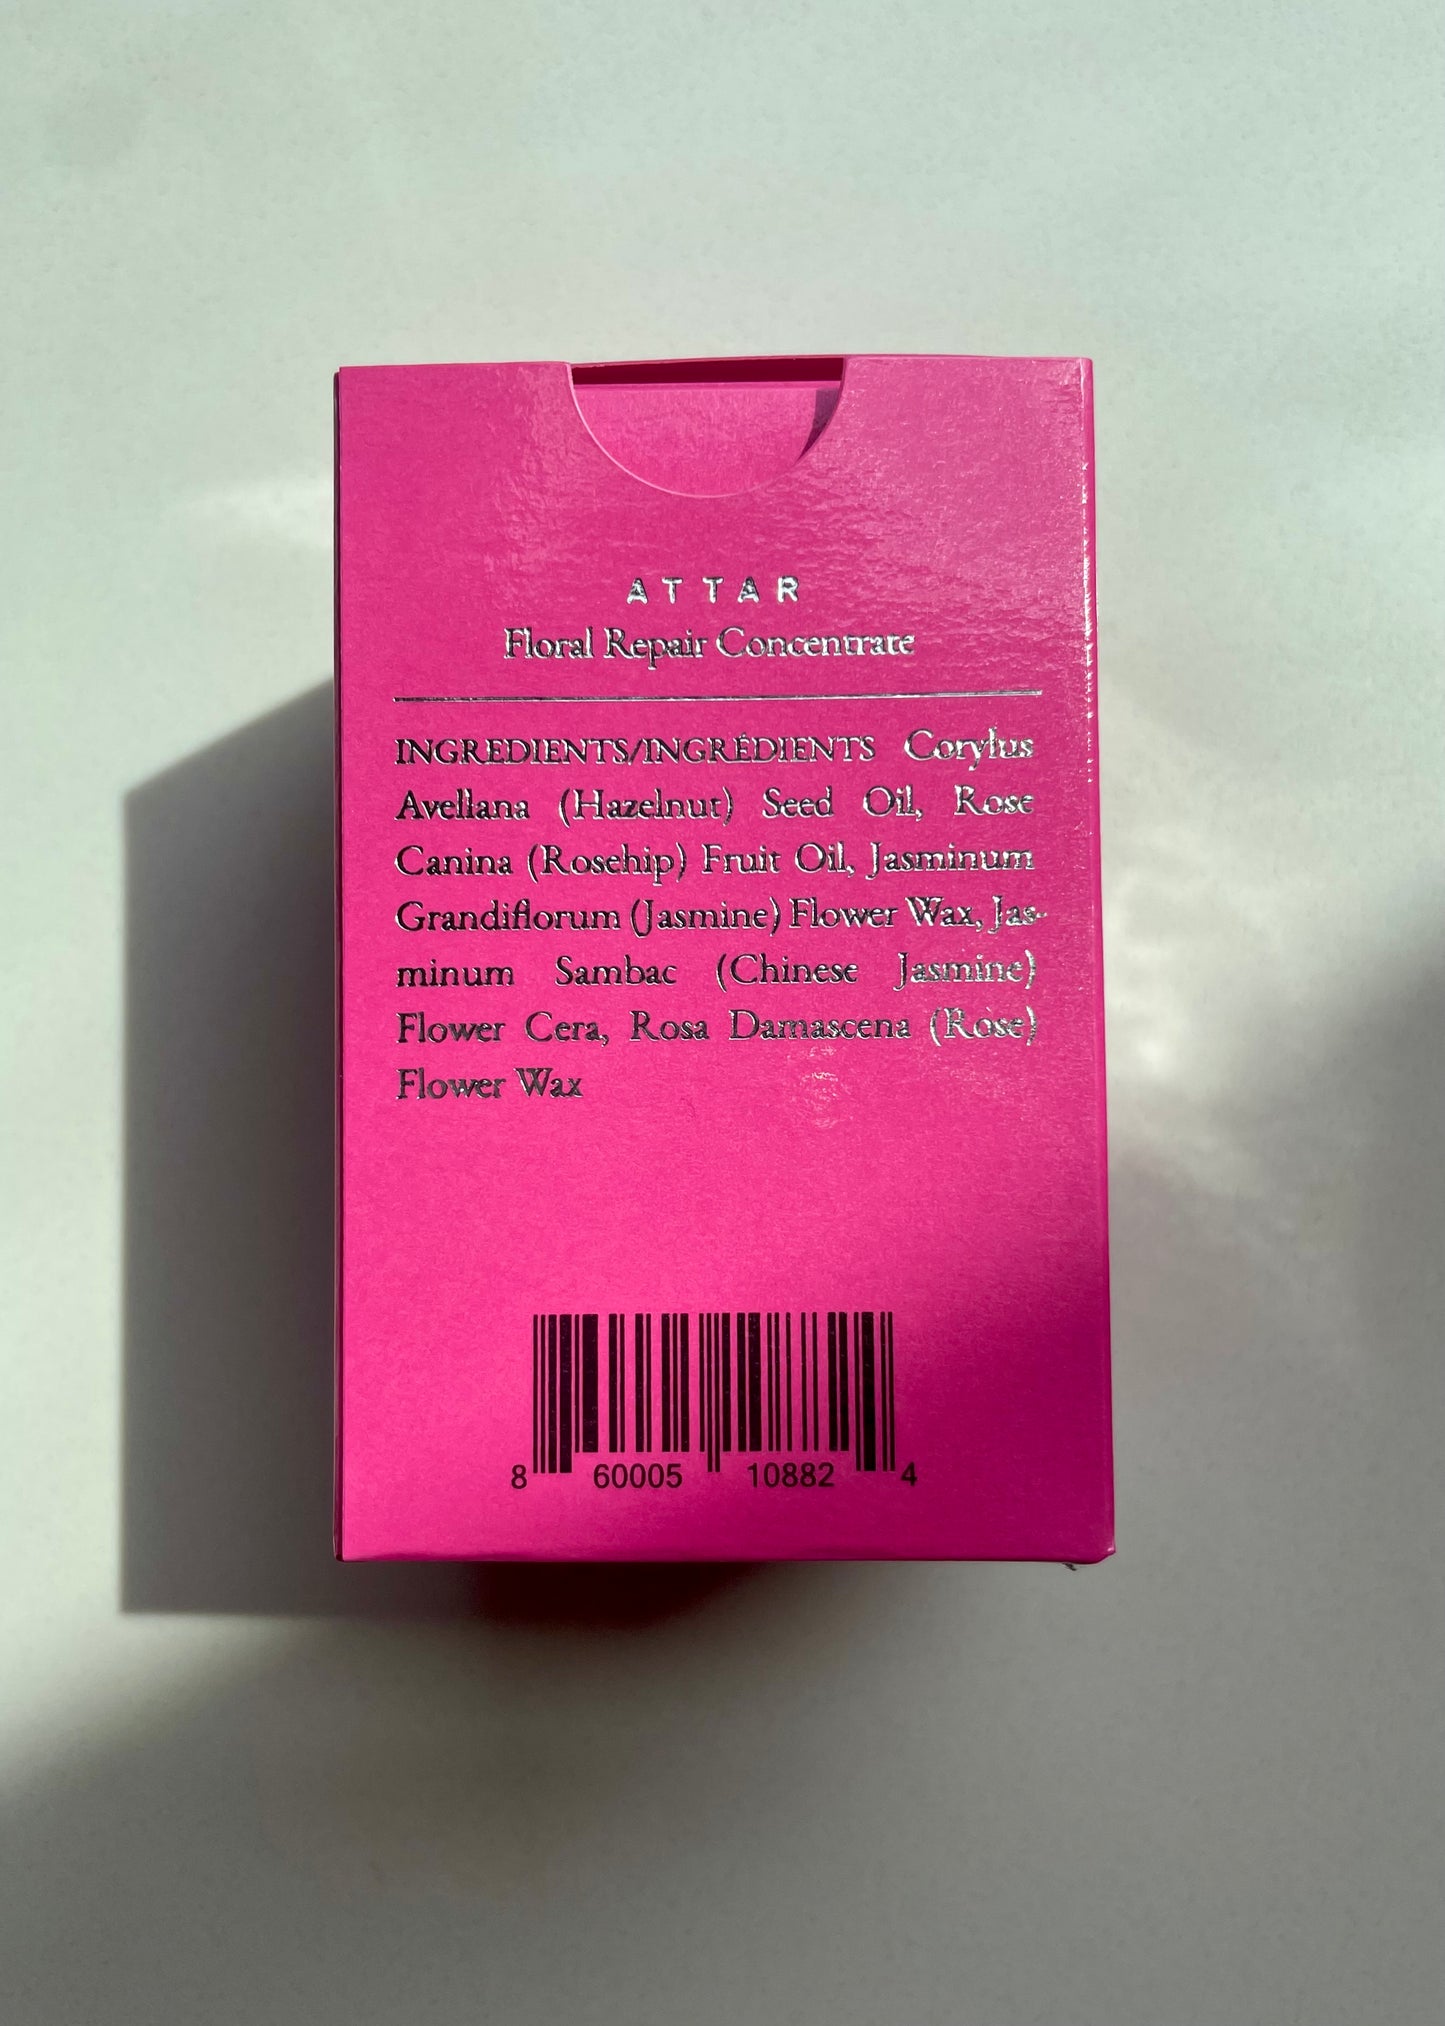 ATTAR
Floral Repair Concentrate
INGREDIENTS/INGRÉDIENTS Corylus
Avellana (Hazelnut) Seed Oil, Rose
Canina (Rosehip) Fruit Oil, Jasminum
Grandiflorum (Jasmine) Flower Wax, Jas-
minum Sambac (Chinese Jasmine)
Flower Cera, Rosa Damascena (Rose)
Flower Wax
8 60005 10882 4